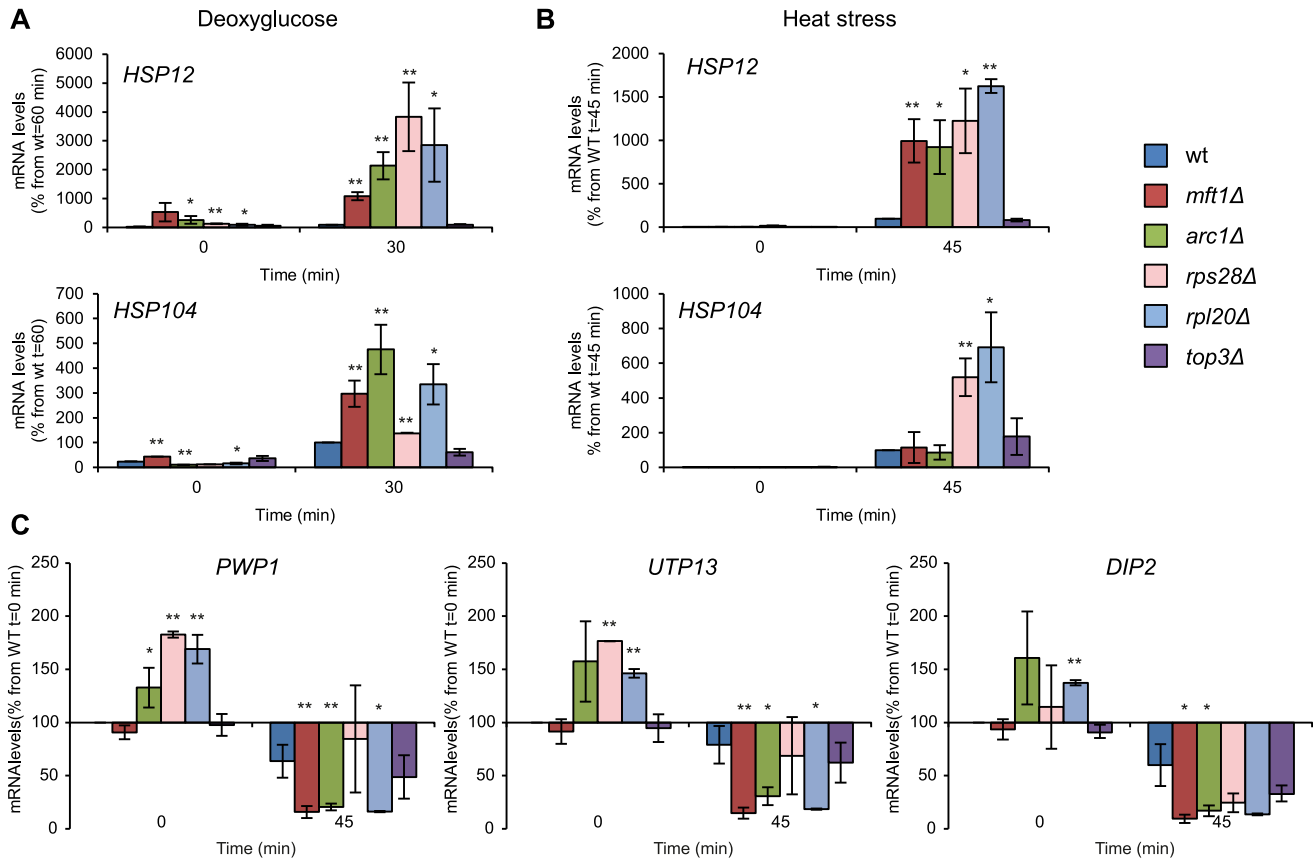 A
Deoxyglucose
HSP12
mRNA levels
(% from wt=60 min)
6000
5000
4000
3000
2000
1000
0
*
**
*
**
**
**
*
0
30
Time (min)
HSP104
mRNA levels
(% from wt t=60)
700
600
500
400
300
200
100
0
**
**
*
**
**
**
*
0
30
Time (min)
B
Heat stress
HSP12
mRNA levels
(% from WT t=45 min)
2000
1500
1000
500
0
**
*
*
**
0
45
Time (min)
HSP104
mRNA levels
% from wt t=45 min)
1000
800
600
400
200
0
**
*
0
45
Time (min)
wt
mft1Δ
arc1Δ
rps28Δ
rpl20Δ
top3Δ
C
PWP1
mRNAlevels(% from WT t=0 min)
250
200
150
100
50
0
*
**
**
**
**
*
0
45
Time (min)
UTP13
mRNAlevels(% from WT t=0 min)
250
200
150
100
50
0
**
**
**
*
*
0
45
Time (min)
DIP2
mRNAlevels(% from WT t=0 min)
250
200
150
100
50
0
**
*
*
0
45
Time (min)